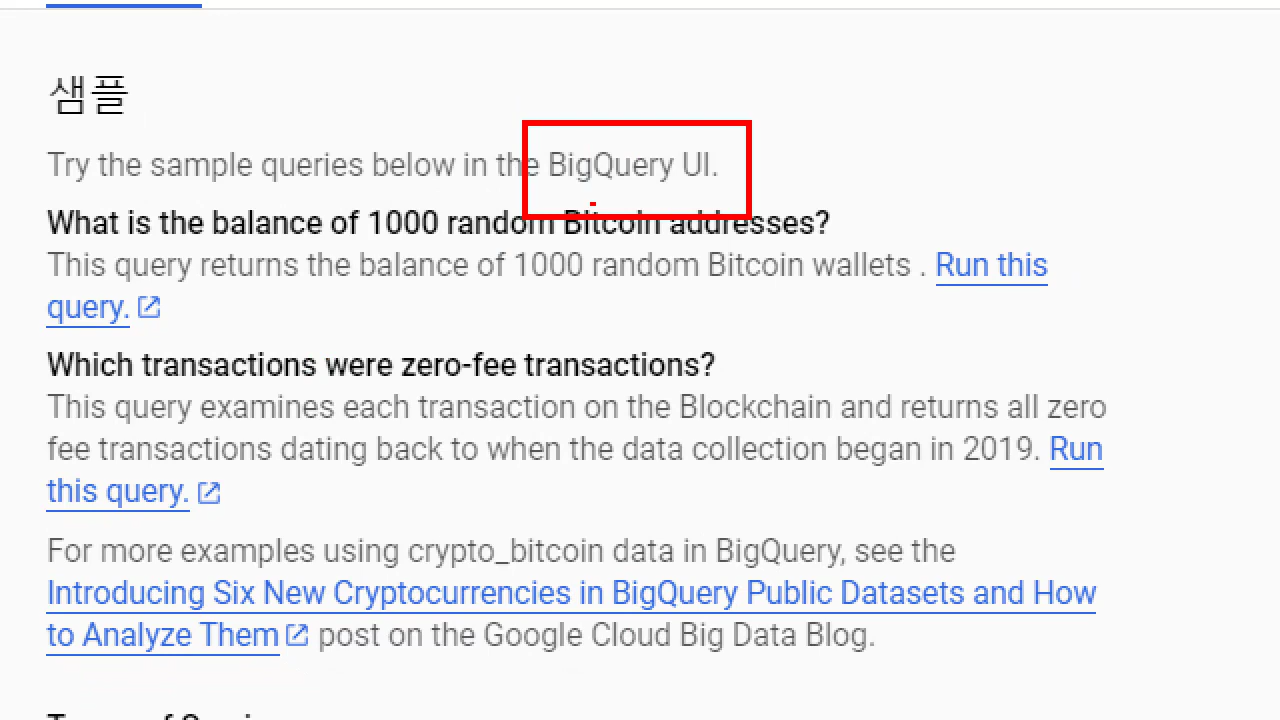 샘플
Try the sample queries below in the BigQuery UI.
What is the balance of 1000 random Bitcoin addresses?
This query returns the balance of 1000 random Bitcoin wallets . Run this
query.
Which transactions were zero-fee transactions?
This query examines each transaction on the Blockchain and returns all zero
fee transactions dating back to when the data collection began in 2019. Run
this query.
For more examples using crypto_bitcoin data in BigQuery, see the
Introducing Six New Cryptocurrencies in BigQuery Public Datasets and How
to Analyze Them post on the Google Cloud Big Data Blog.